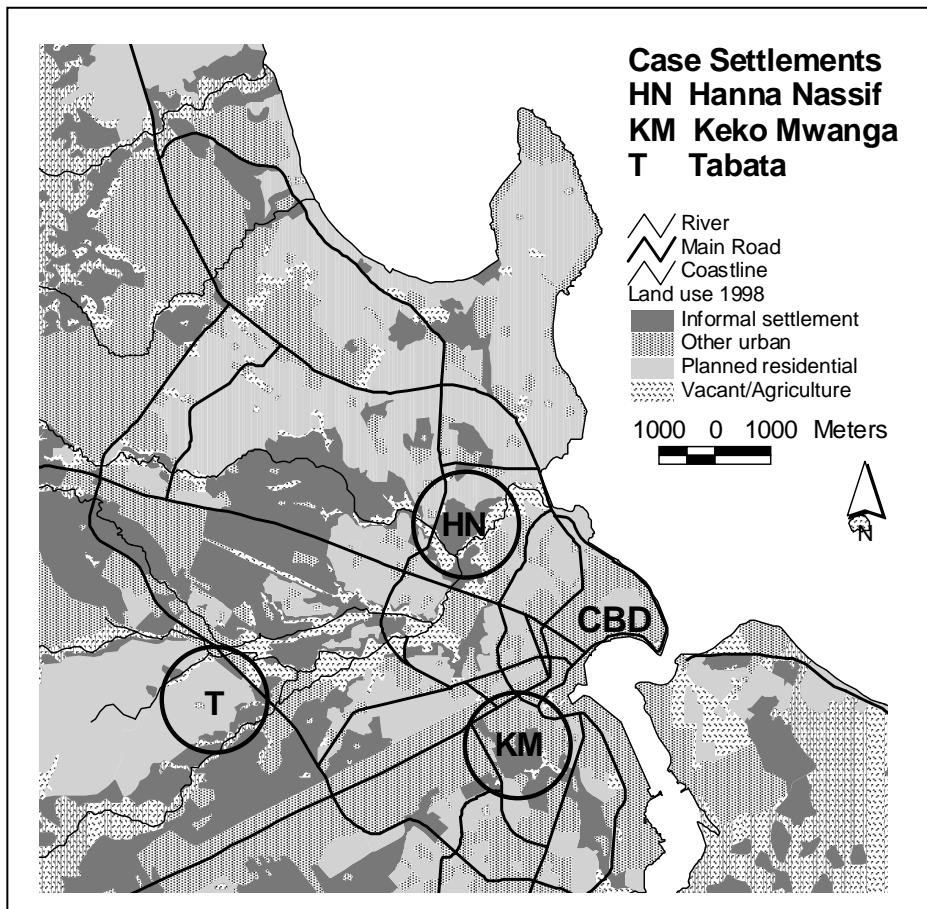 Case Settlements
HN Hanna Nassif
KM Keko Mwanga
T Tabata
River
Main Road
Coastline
Land use 1998
Informal settlement
Other urban
Planned residential
Vacant/Agriculture
1000 0 1000 Meters
N
HN
CBD
T
KM